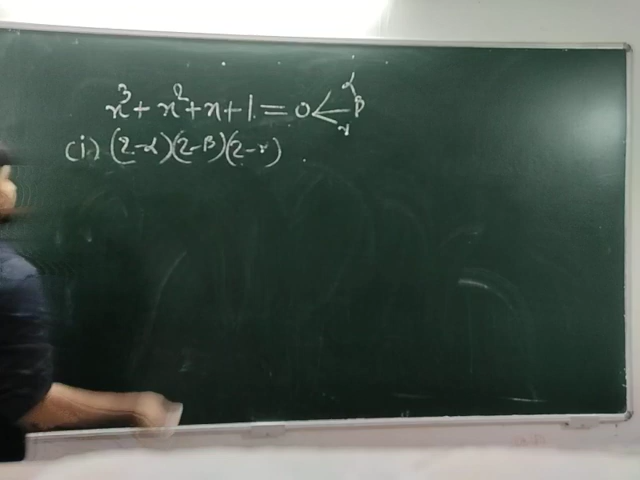 x³ + x² + x + 1 = 0 < α β γ
(i) (2-α)(2-β)(2-γ)